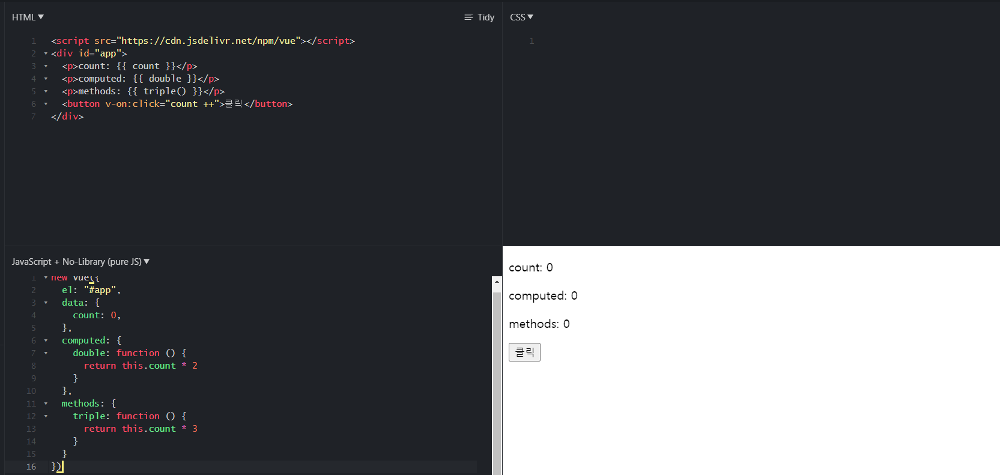 HTML ▼
Tidy
1 <script src="https://cdn.jsdelivr.net/npm/vue"></script>
2 <div id="app">
3 <p>count: {{ count }}</p>
4 <p>computed: {{ double }}</p>
5 <p>methods: {{ triple() }}</p>
6 <button v-on:click="count ++">클릭</button>
7 </div>
CSS ▼
1
JavaScript + No-Library (pure JS) ▼
1 new Vue({
2 el: "#app",
3 data: {
4 count: 0,
5 },
6 computed: {
7 double: function () {
8 return this.count * 2
9 }
10 },
11 methods: {
12 triple: function () {
13 return this.count * 3
14 }
15 }
16 })
count: 0
computed: 0
methods: 0
클릭